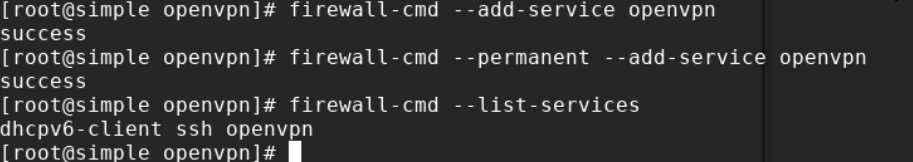 [root@simple openvpn]# firewall-cmd --add-service openvpn
success
[root@simple openvpn]# firewall-cmd --permanent --add-service openvpn
success
[root@simple openvpn]# firewall-cmd --list-services
dhcpv6-client ssh openvpn
[root@simple openvpn]#